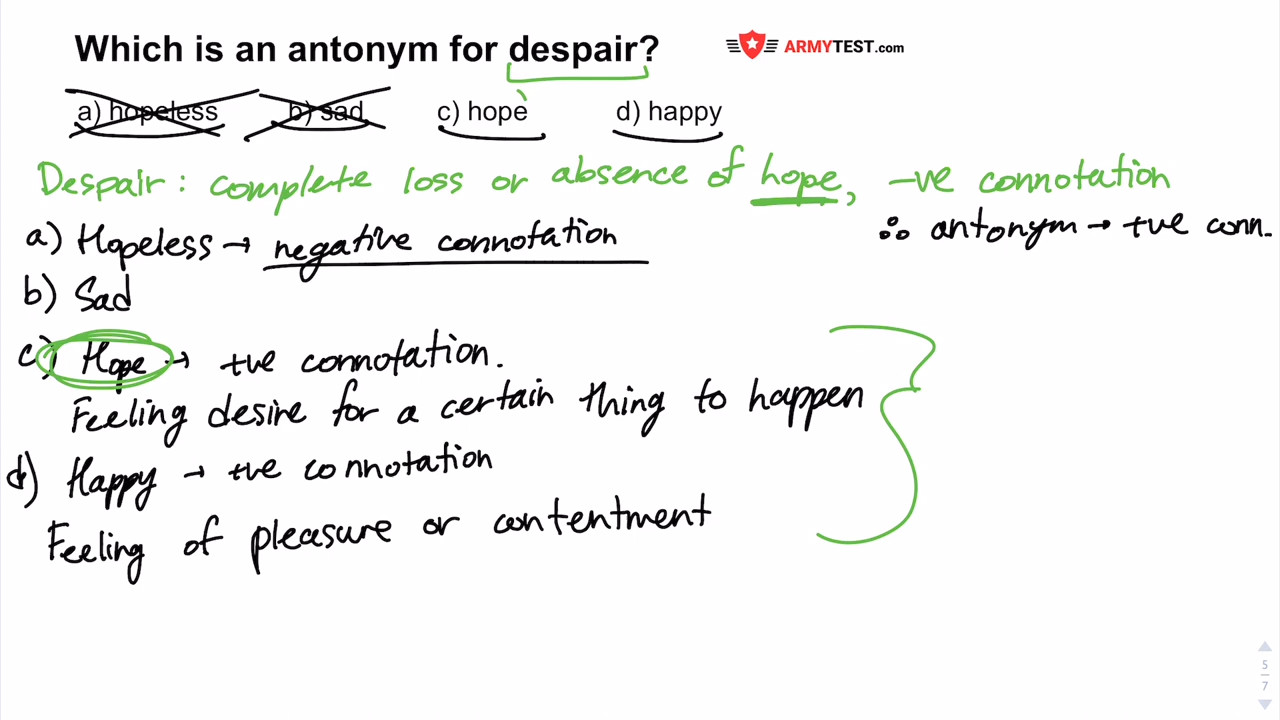 Which is an antonym for despair?
ARMYTEST.com
a) hopeless b) sad c) hope d) happy
Despair: complete loss or absence of hope, -ve connotation
∴ antonym → +ve conn.
a) Hopeless → negative connotation
b) Sad
c) Hope → +ve connotation.
Feeling desire for a certain thing to happen
d) Happy → +ve connotation
Feeling of pleasure or contentment
5
7